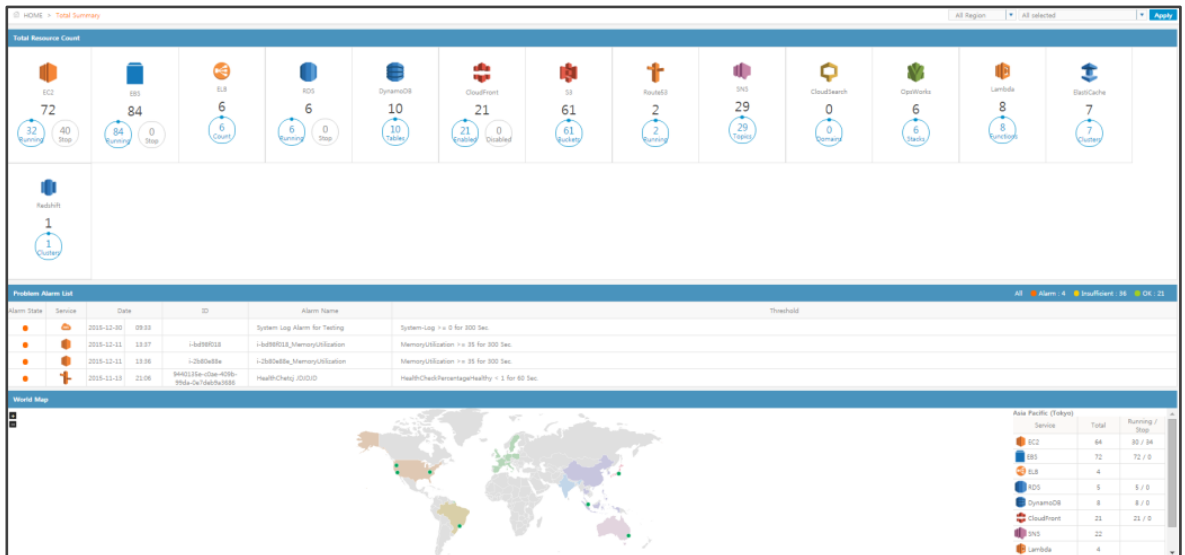 HOME > Total Summary
All Region All selected Apply
Total Resource Count
EC2
72
32 Running 40 Stop
EBS
84
84 Running 0 Stop
ELB
6
6 Count
RDS
6
6 Running 0 Stop
DynamoDB
10
10 Tables
CloudFront
21
21 Enabled 0 Disabled
S3
61
61 Buckets
Route53
2
2 Running
SNS
29
29 Topics
CloudSearch
0
0 Domains
OpsWorks
6
6 Stacks
Lambda
8
8 Functions
ElastiCache
7
7 Clusters
Redshift
1
1 Clusters
Problem Alarm List All Alarm : 4 Insufficient : 36 OK : 21
Alarm State Service Date ID Alarm Name Threshold
2015-12-30 09:33 System Log Alarm for Testing System-Log >= 0 for 300 Sec.
2015-12-11 13:37 i-bd98f018 i-bd98f018_MemoryUtilization MemoryUtilization >= 35 for 300 Sec.
2015-12-11 13:36 i-2b80e88e i-2b80e88e_MemoryUtilization MemoryUtilization >= 35 for 300 Sec.
2015-11-13 21:06 HealthCheckPercentageHealthy < 1 for 60 Sec.
World Map
Asia Pacific (Tokyo)
Service Total Running / Stop
EC2 64 30 / 34
EBS 72 72 / 0
ELB 4
RDS 5 5 / 0
DynamoDB 8 8 / 0
CloudFront 21 21 / 0
SNS 22
Lambda 4